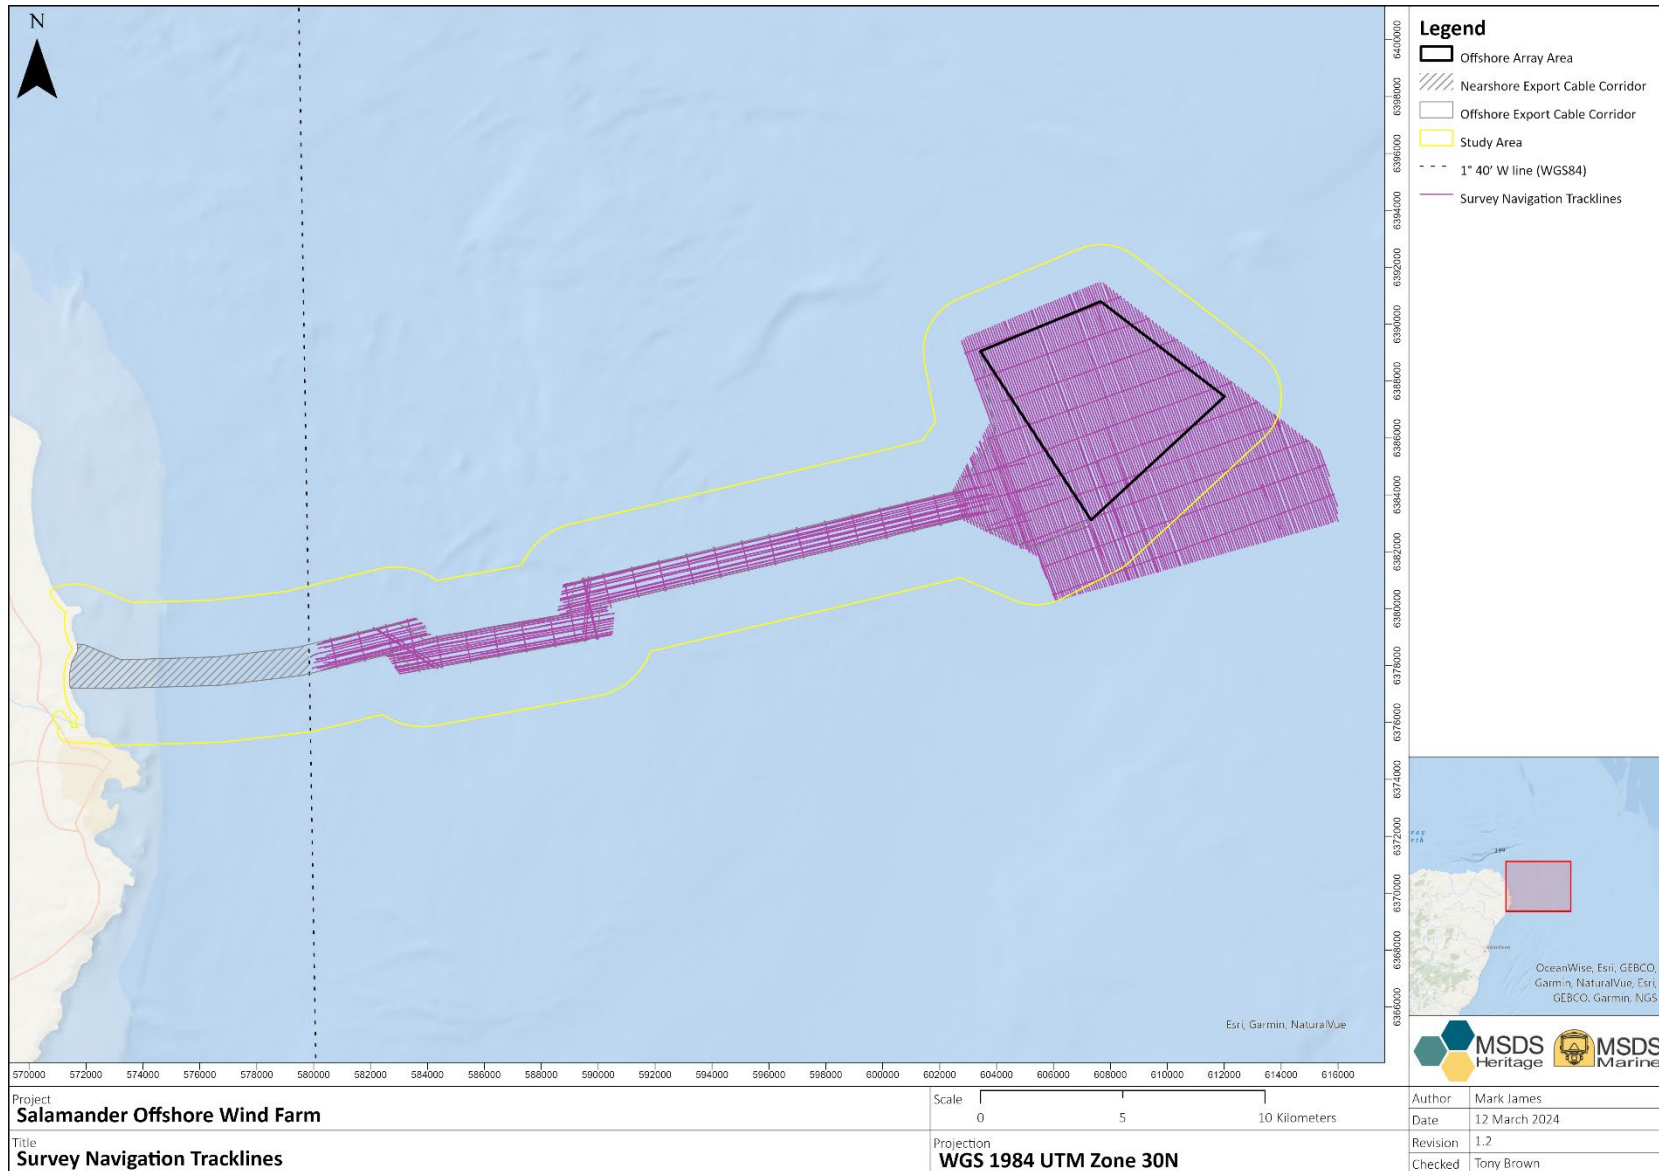 N
Legend
Offshore Array Area
Nearshore Export Cable Corridor
Offshore Export Cable Corridor
Study Area
1° 40' W line (WGS84)
Survey Navigation Tracklines
6400000
6398000
6396000
6394000
6392000
6390000
6388000
6386000
6384000
6382000
6380000
6378000
6376000
6374000
6372000
6370000
6368000
6366000
Esri, Garmin, NaturalVue
570000 572000 574000 576000 578000 580000 582000 584000 586000 588000 590000 592000 594000 596000 598000 600000 602000 604000 606000 608000 610000 612000 614000 616000
OceanWise, Esri, GEBCO,
Garmin, NaturalVue, Esri,
GEBCO, Garmin, NGS
MSDS
Heritage
MSDS
Marine
Project
Salamander Offshore Wind Farm
Title
Survey Navigation Tracklines
Scale
0 5 10 Kilometers
Projection
WGS 1984 UTM Zone 30N
Author Mark James
Date 12 March 2024
Revision 1.2
Checked Tony Brown